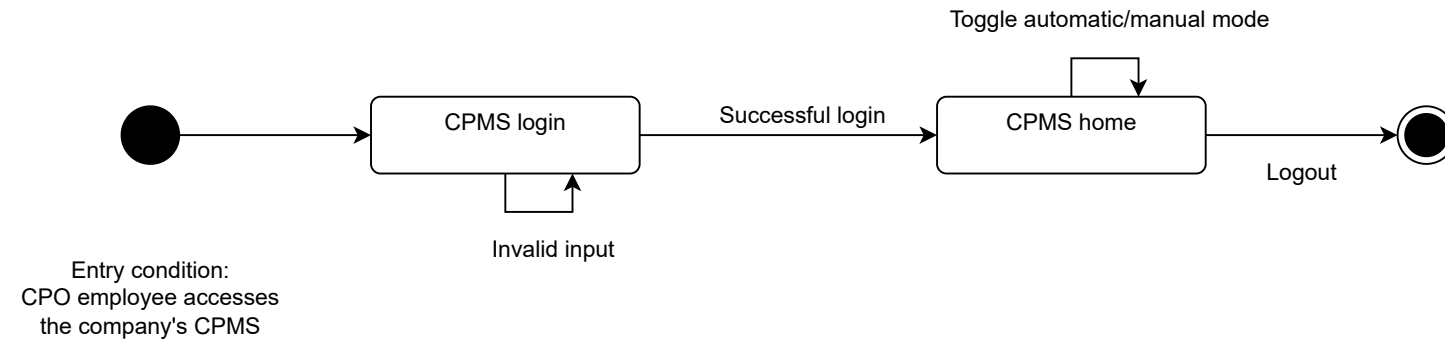 Toggle automatic/manual mode
CPMS login
Successful login
CPMS home
Logout
Invalid input
Entry condition:
CPO employee accesses
the company's CPMS